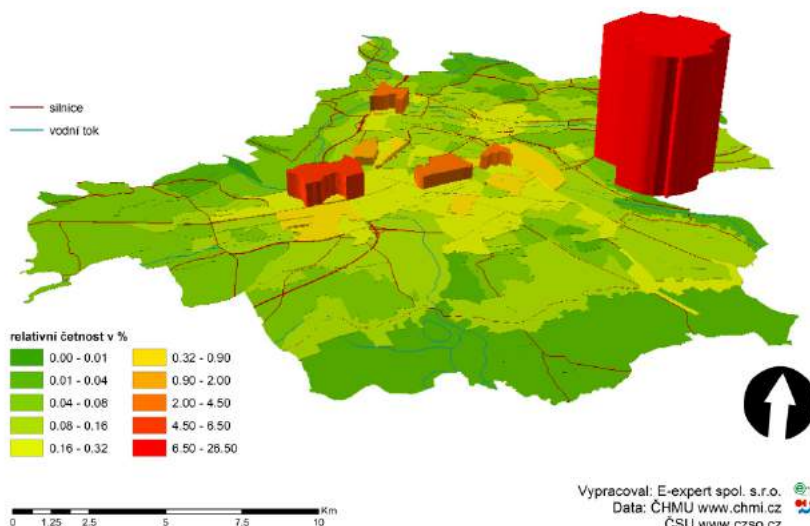 silnice
vodní tok
relativní četnost v %
0.00 - 0.01
0.01 - 0.04
0.04 - 0.08
0.08 - 0.16
0.16 - 0.32
0.32 - 0.90
0.90 - 2.00
2.00 - 4.50
4.50 - 6.50
6.50 - 26.50
Km
0 1.25 2.5 5 7.5 10
Vypracoval: E-expert spol. s.r.o.
Data: ČHMU www.chmi.cz
ČSU www.czso.cz